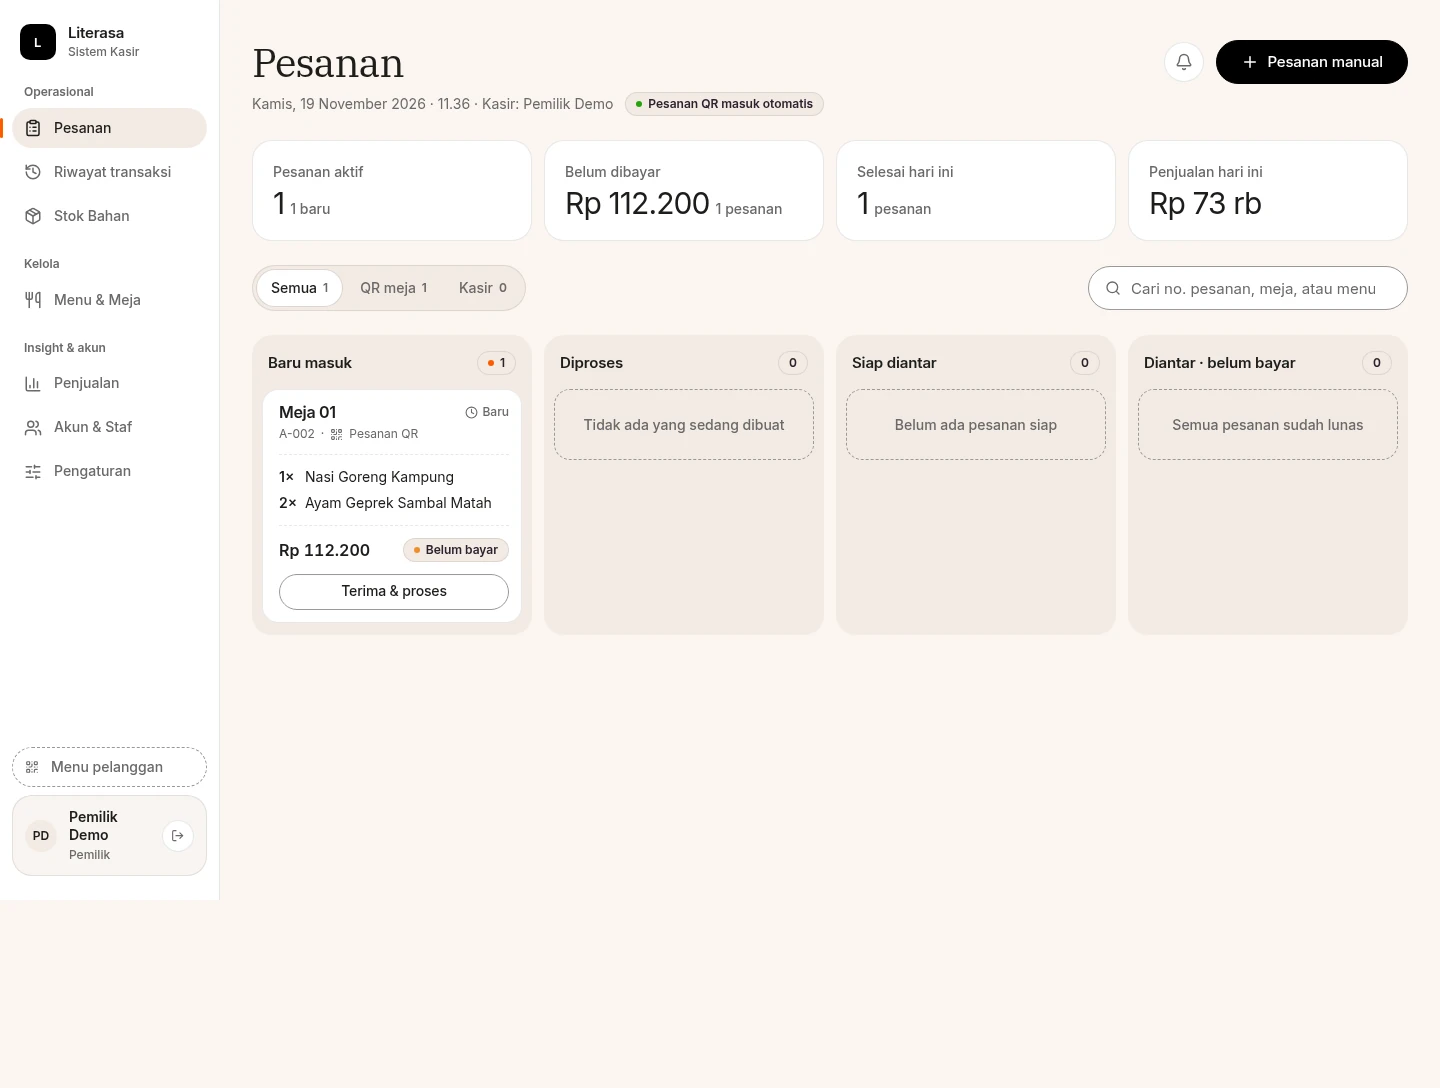 L
Literasa
Sistem Kasir
Operasional
Pesanan
Riwayat transaksi
Stok Bahan
Kelola
Menu & Meja
Insight & akun
Penjualan
Akun & Staf
Pengaturan
Menu pelanggan
PD
Pemilik
Demo
Pemilik
Pesanan
Kamis, 19 November 2026 · 11.36 · Kasir: Pemilik Demo
Pesanan QR masuk otomatis
Pesanan manual
Pesanan aktif
1 1 baru
Belum dibayar
Rp 112.200 1 pesanan
Selesai hari ini
1 pesanan
Penjualan hari ini
Rp 73 rb
Semua 1
QR meja 1
Kasir 0
Cari no. pesanan, meja, atau menu
Baru masuk
1
Meja 01
Baru
A-002 · Pesanan QR
1× Nasi Goreng Kampung
2× Ayam Geprek Sambal Matah
Rp 112.200
Belum bayar
Terima & proses
Diproses
0
Tidak ada yang sedang dibuat
Siap diantar
0
Belum ada pesanan siap
Diantar · belum bayar
0
Semua pesanan sudah lunas